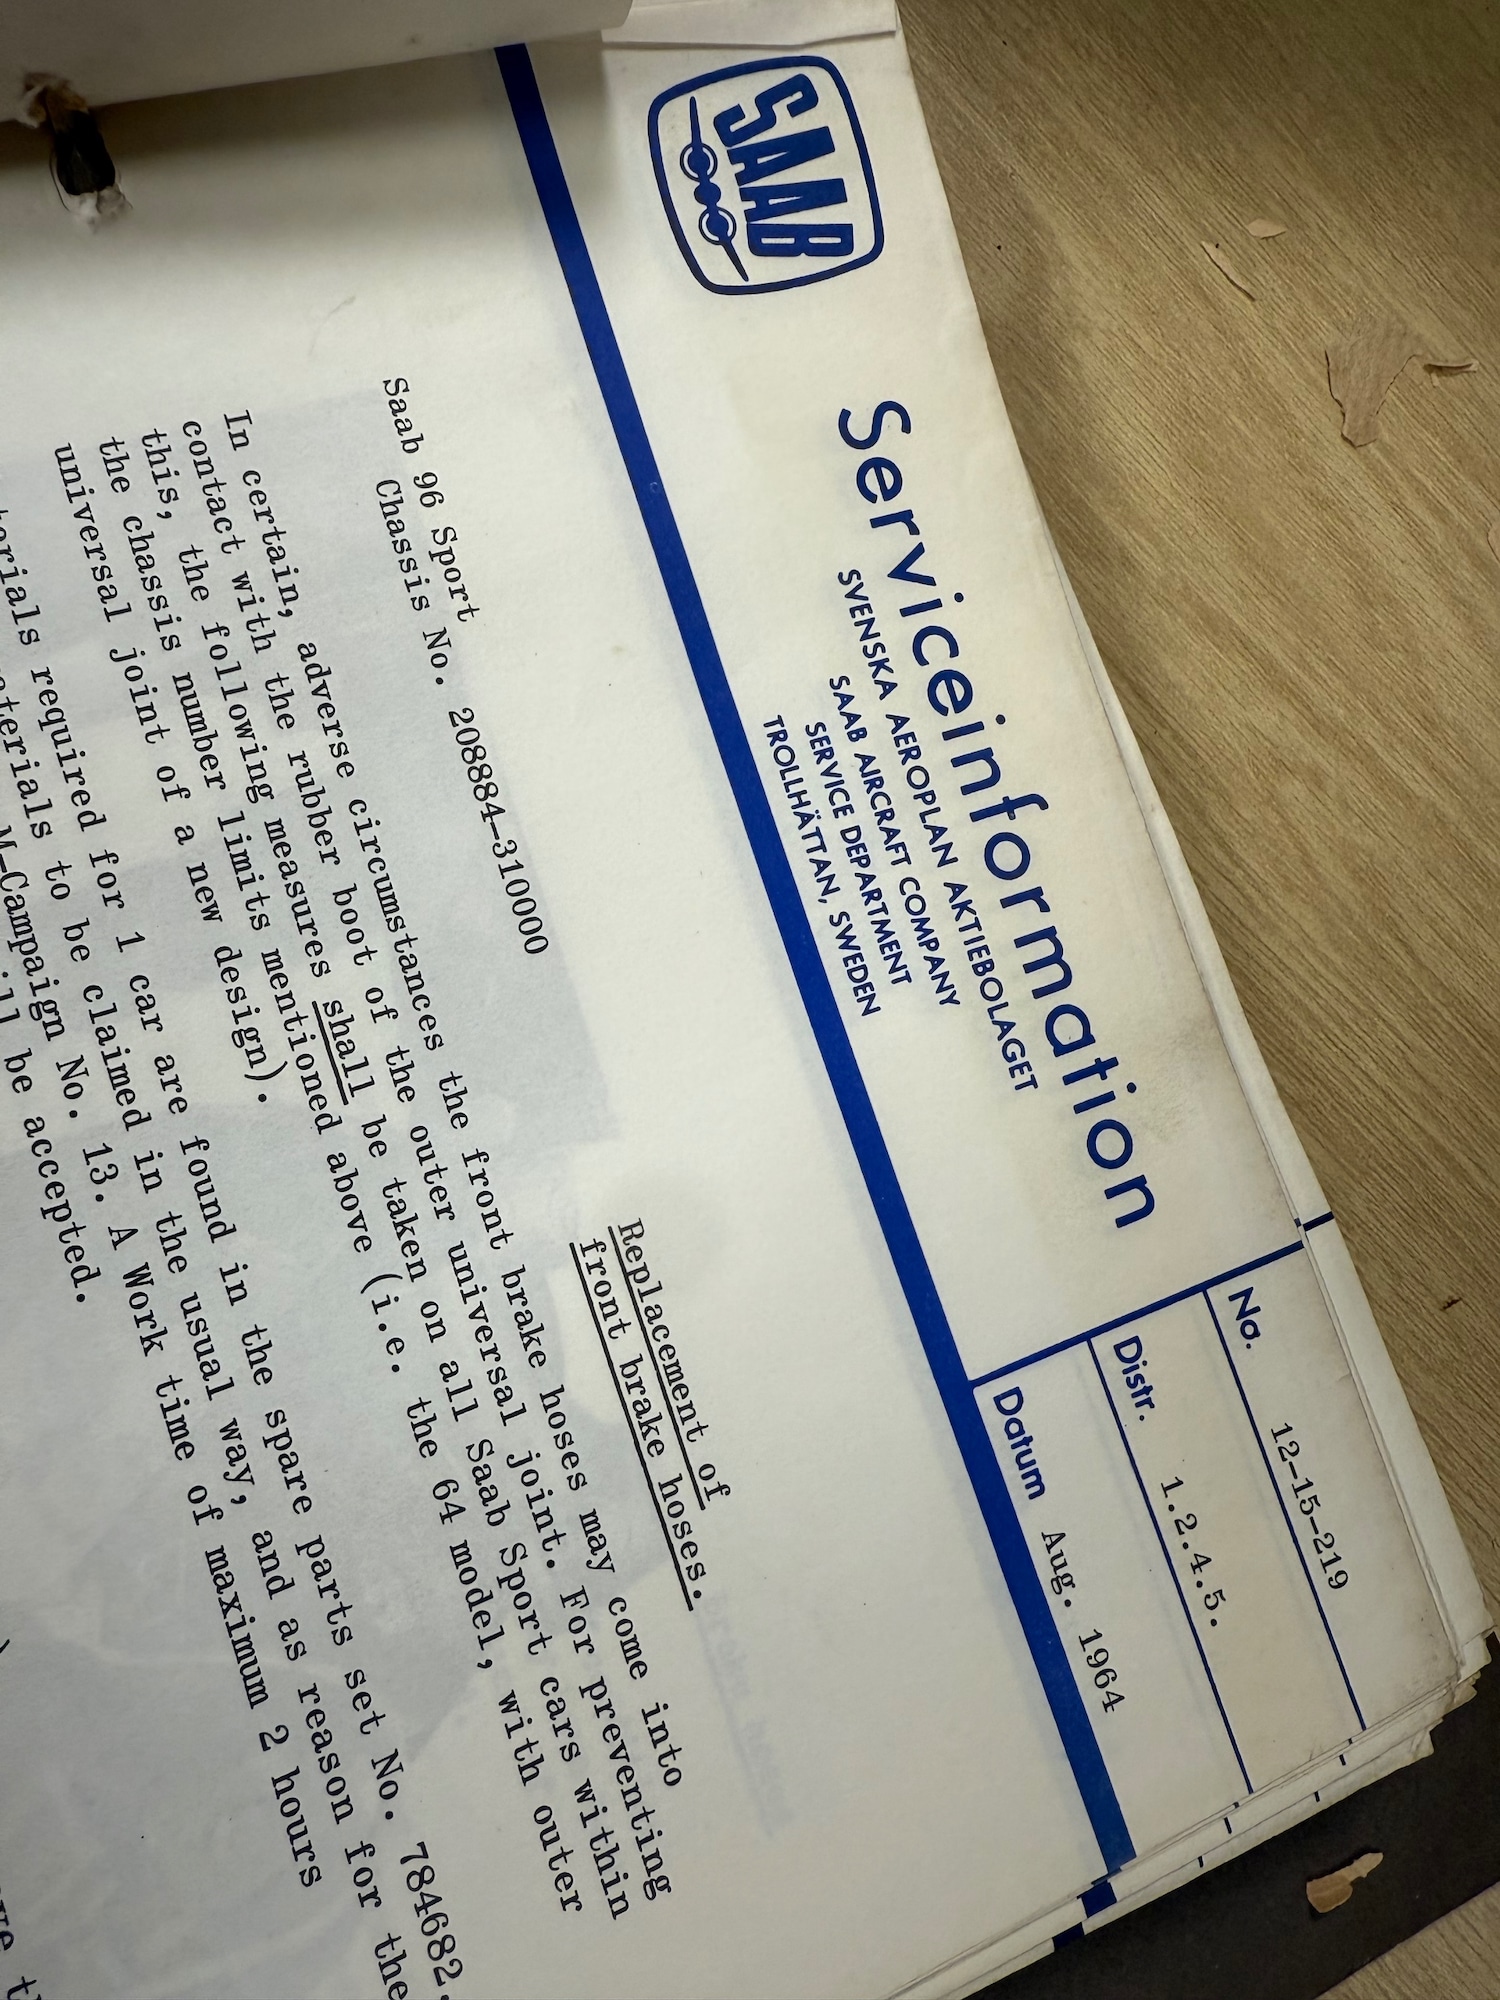 SAAB
Serviceinformation
SVENSKA AEROPLAN AKTIEBOLAGET
SAAB AIRCRAFT COMPANY
SERVICE DEPARTMENT
TROLLHÄTTAN, SWEDEN
No. 12-15-219
Distr. 1.2.4.5.
Datum Aug. 1964
Replacement of
front brake hoses.
Saab 96 Sport
Chassis No. 208884-310000
In certain, adverse circumstances the front brake hoses may come into
contact with the rubber boot of the outer universal joint. For preventing
this, the following measures shall be taken on all Saab Sport cars within
the chassis number limits mentioned above (i.e. the 64 model, with outer
universal joint of a new design).
required for 1 car are found in the spare parts set No. 784682.
to be claimed in the usual way, and as reason for the
M-Campaign No. 13. A Work time of maximum 2 hours
be accepted.